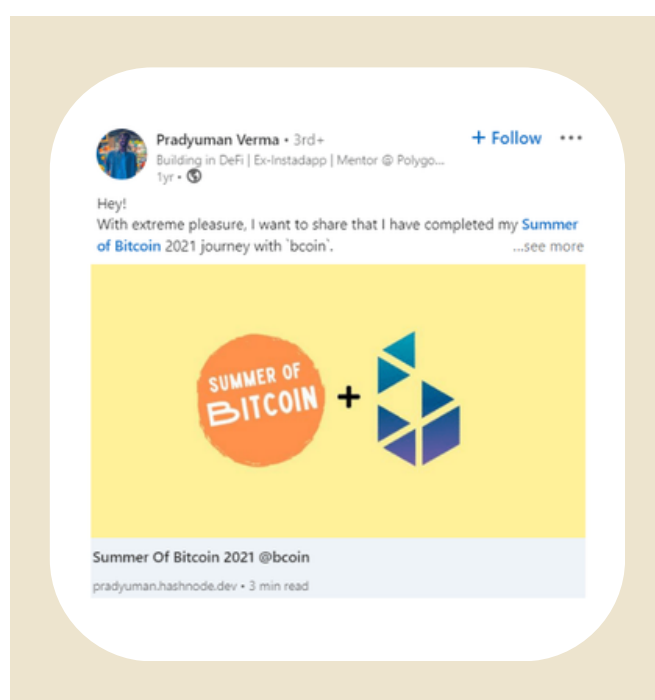 Pradyuman Verma • 3rd+
+ Follow •••
Building in DeFi | Ex-Instadapp | Mentor @ Polygo...
1yr •
Hey!
With extreme pleasure, I want to share that I have completed my Summer
of Bitcoin 2021 journey with `bcoin`.
...see more
SUMMER OF
BITCOIN
+
Summer Of Bitcoin 2021 @bcoin
pradyuman.hashnode.dev • 3 min read